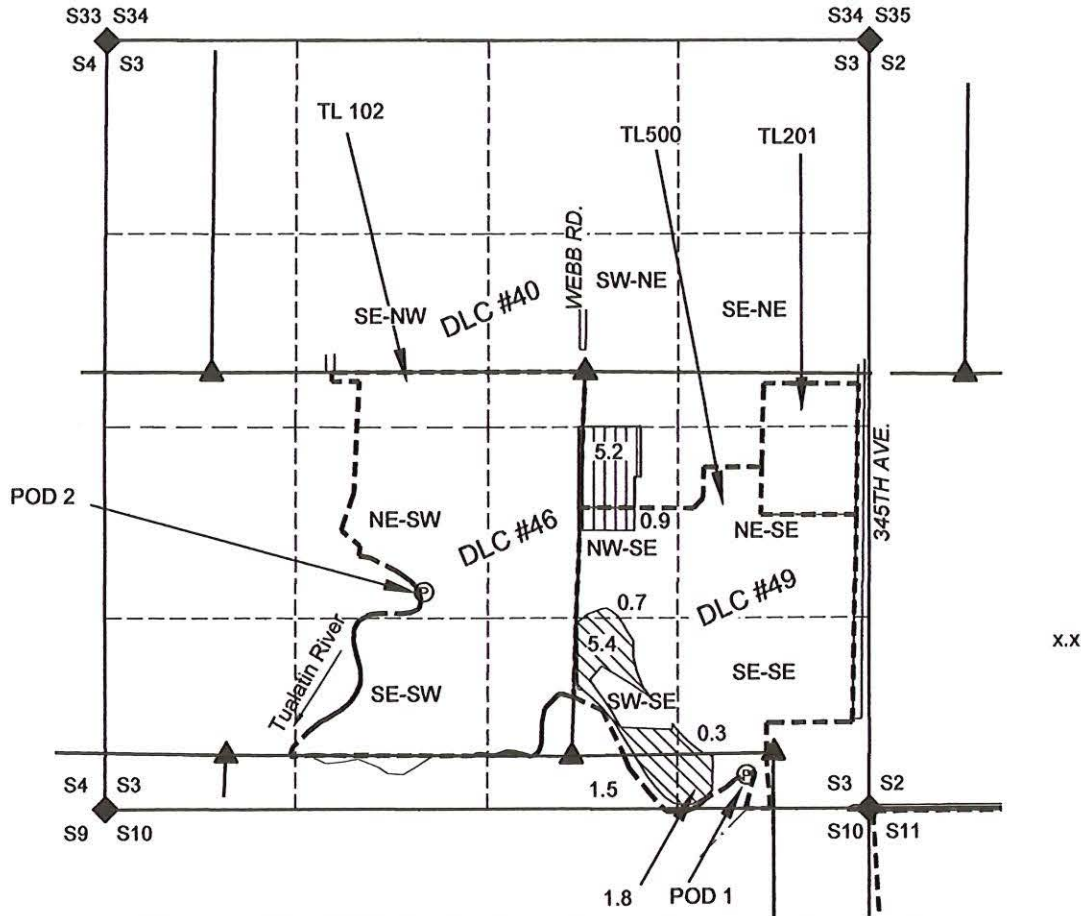 S33 S34
S34 S35
S4 S3
S3 S2
TL 102
TL500
TL201
WEBB RD.
SW-NE
SE-NW
DLC #40
SE-NE
5.2
POD 2
NE-SW
DLC #46
0.9
NW-SE
NE-SE
345TH AVE.
DLC #49
0.7
5.4
x.x
Tualatin River
SE-SW
SW-SE
SE-SE
0.3
P
P
1.5
S4 S3
S3 S2
S9 S10
S10 S11
1.8
POD 1